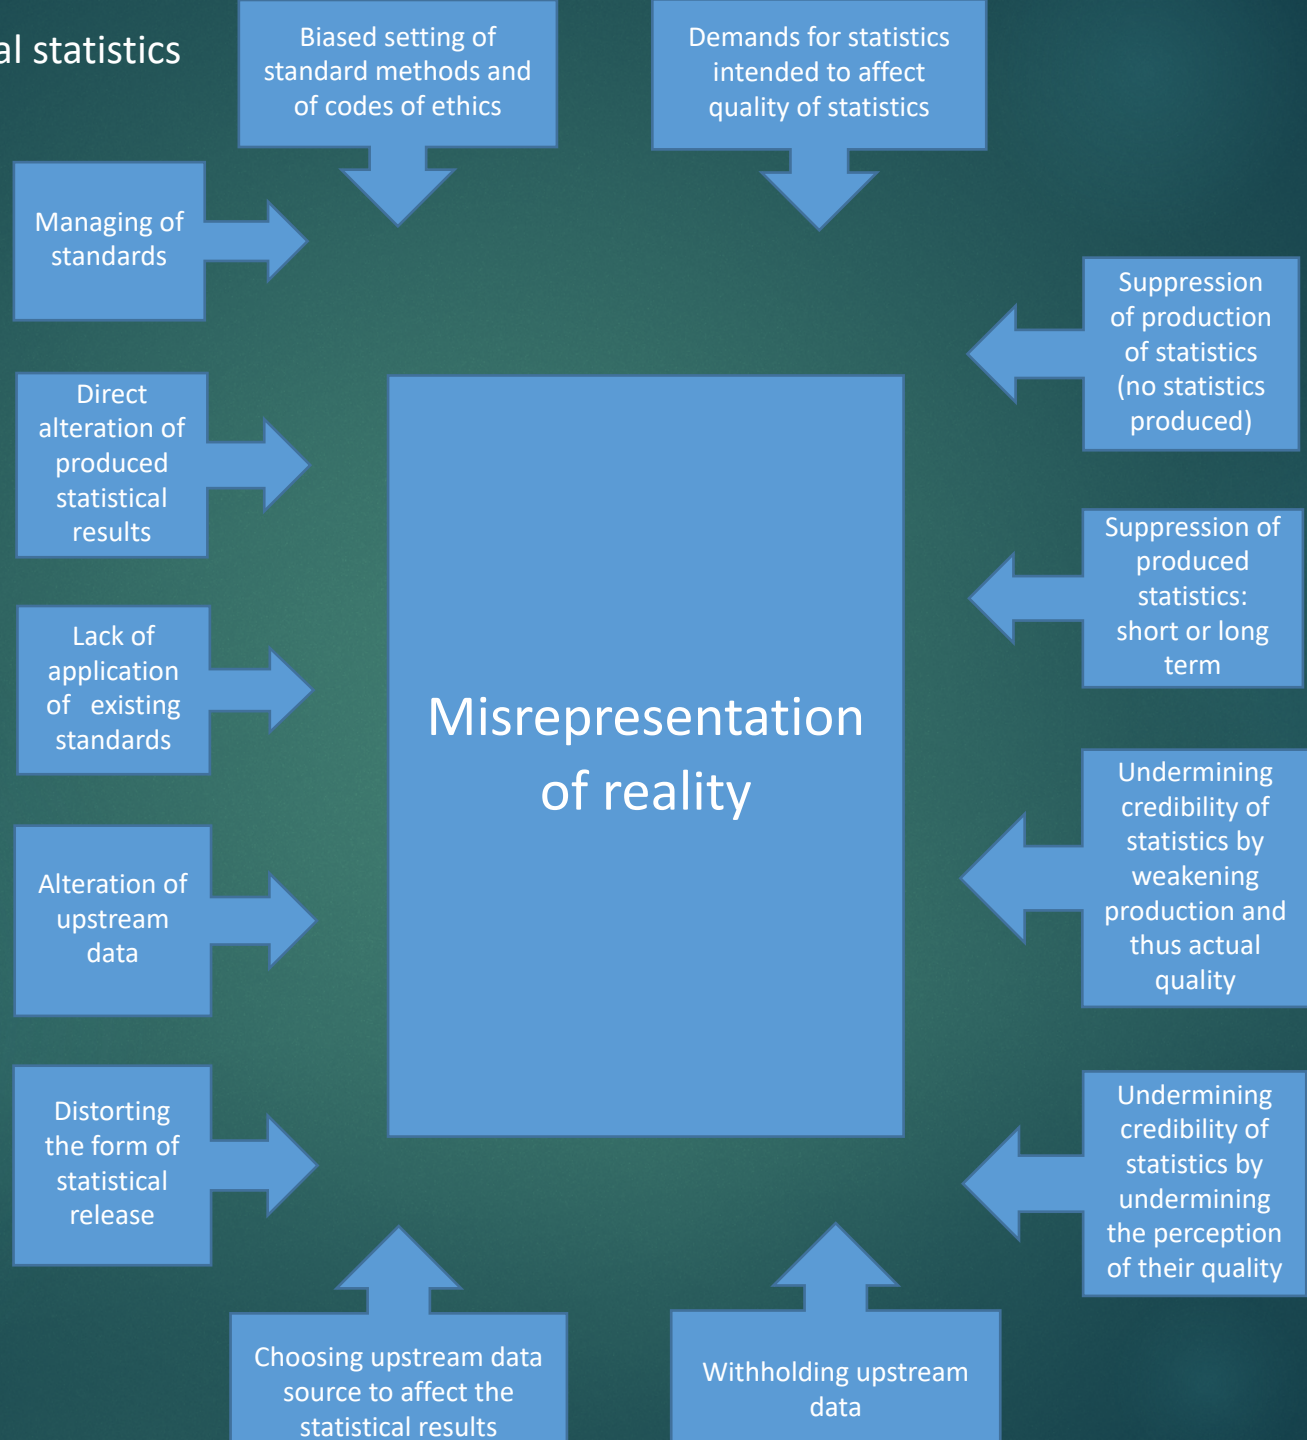 al statistics
Biased setting of
standard methods and
of codes of ethics
Demands for statistics
intended to affect
quality of statistics
Managing of
standards
Suppression
of production
of statistics
(no statistics
produced)
Direct
alteration of
produced
statistical
results
Suppression of
produced
statistics:
short or long
term
Lack of
application
of existing
standards
Misrepresentation
of reality
Undermining
credibility of
statistics by
weakening
production and
thus actual
quality
Alteration of
upstream
data
Distorting
the form of
statistical
release
Undermining
credibility of
statistics by
undermining
the perception
of their quality
Choosing upstream data
source to affect the
statistical results
Withholding upstream
data